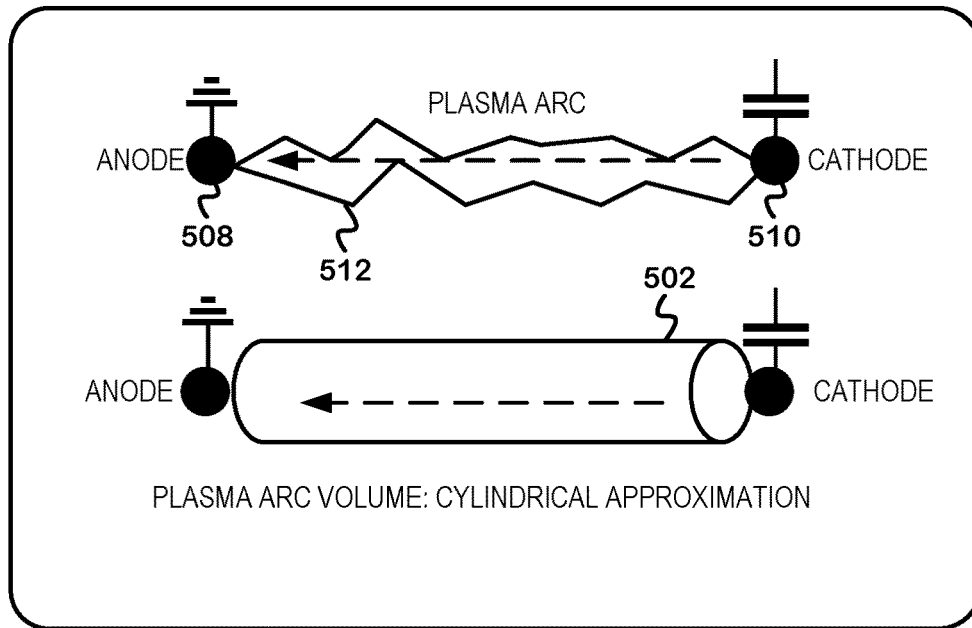 PLASMA ARC
ANODE
CATHODE
508
510
512
502
ANODE
CATHODE
PLASMA ARC VOLUME: CYLINDRICAL APPROXIMATION